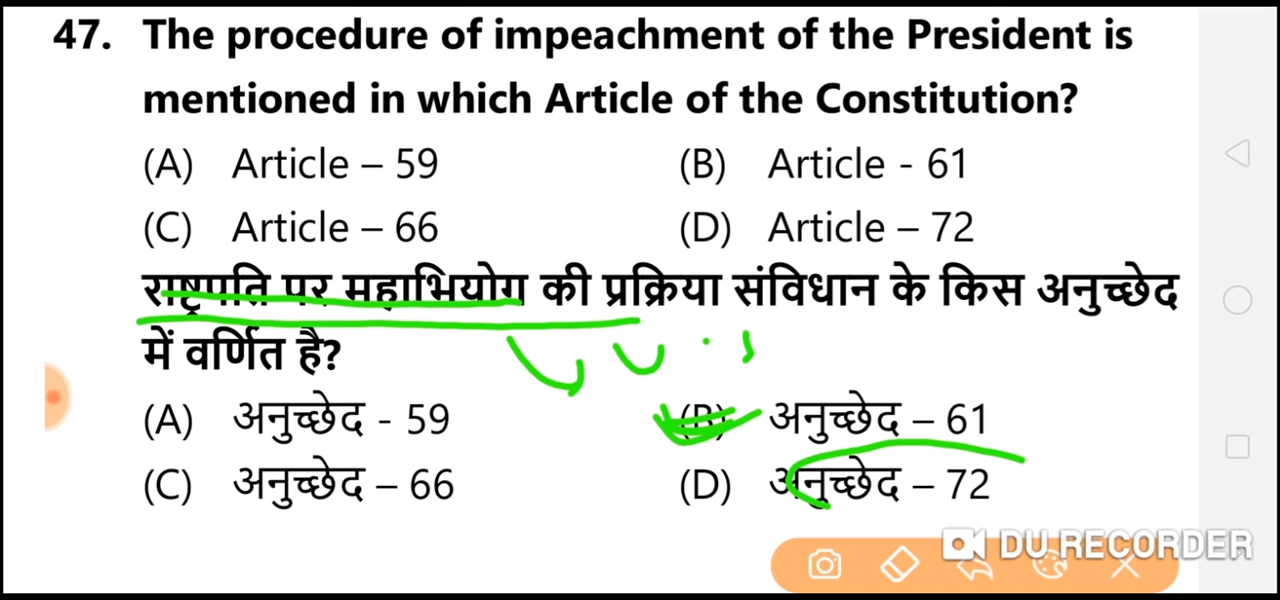 47. The procedure of impeachment of the President is
mentioned in which Article of the Constitution?
(A) Article – 59 (B) Article - 61
(C) Article – 66 (D) Article – 72
राष्ट्रपति पर महाभियोग की प्रक्रिया संविधान के किस अनुच्छेद
में वर्णित है?
(A) अनुच्छेद - 59 (B) अनुच्छेद – 61
(C) अनुच्छेद – 66 (D) अनुच्छेद – 72
DU RECORDER